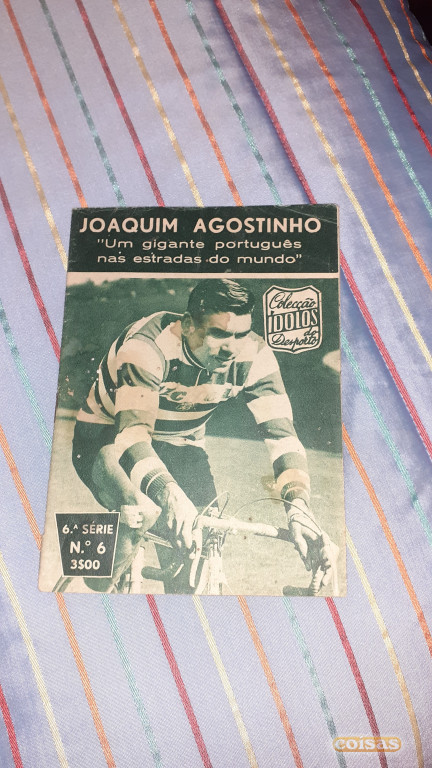 JOAQUIM AGOSTINHO
"Um gigante português
nas estradas do mundo"
Colecção
ÍDOLOS
do
Desporto
6.ª SÉRIE
N.º 6
3$00
coisas